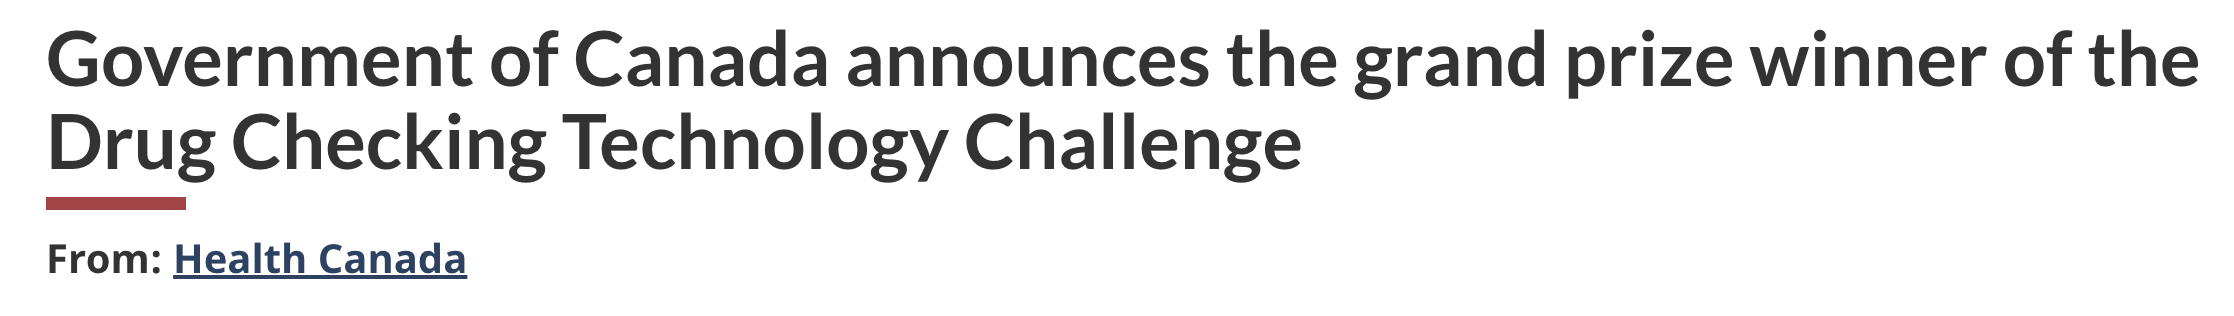 Government of Canada announces the grand prize winner of the
Drug Checking Technology Challenge
From: Health Canada